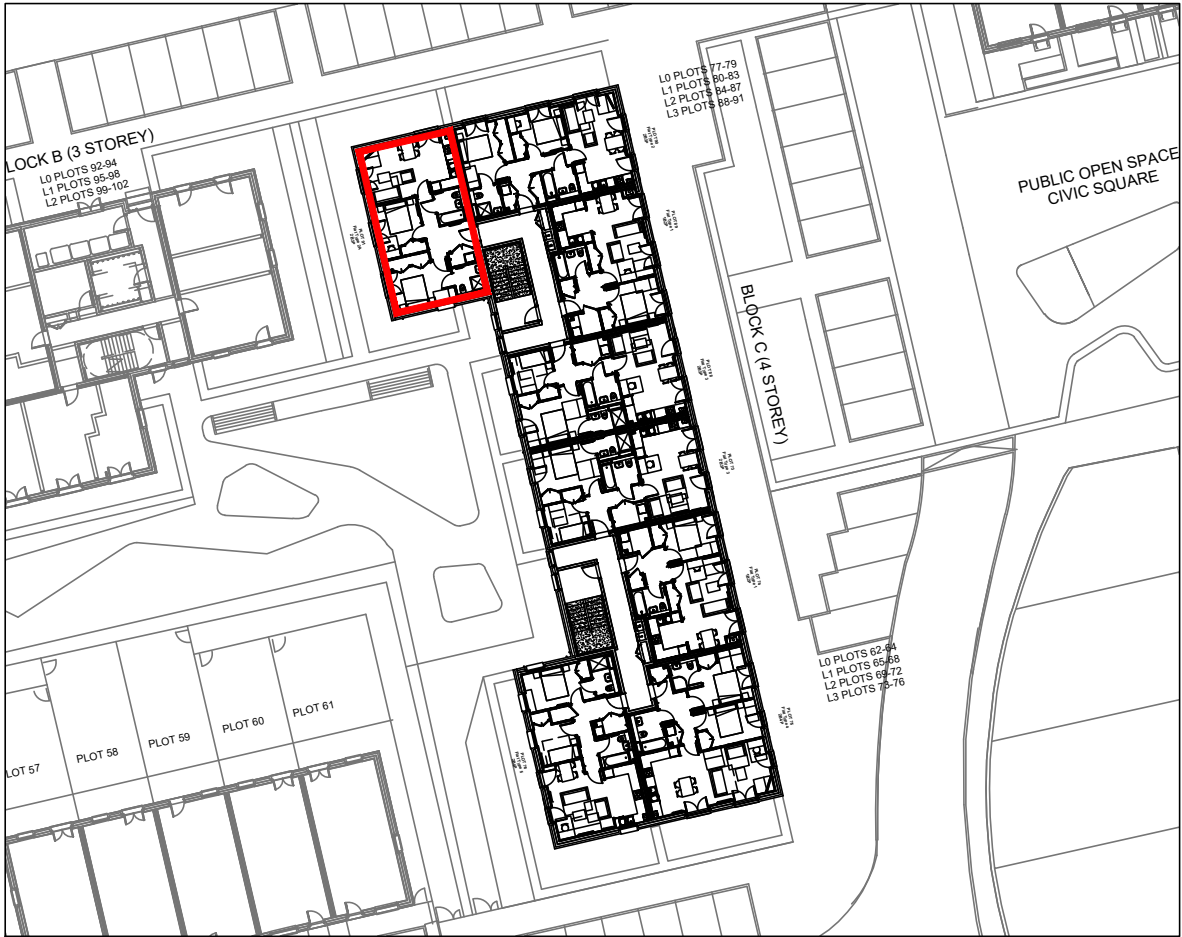 L0 PLOTS 77-79
L1 PLOTS 80-83
L2 PLOTS 84-87
L3 PLOTS 88-91
LOCK B (3 STOREY)
L0 PLOTS 92-94
L1 PLOTS 95-98
L2 PLOTS 99-102
PUBLIC OPEN SPACE
CIVIC SQUARE
BLOCK C (4 STOREY)
L0 PLOTS 62-64
L1 PLOTS 65-68
L2 PLOTS 69-72
L3 PLOTS 73-76
LOT 57
PLOT 58
PLOT 59
PLOT 60
PLOT 61